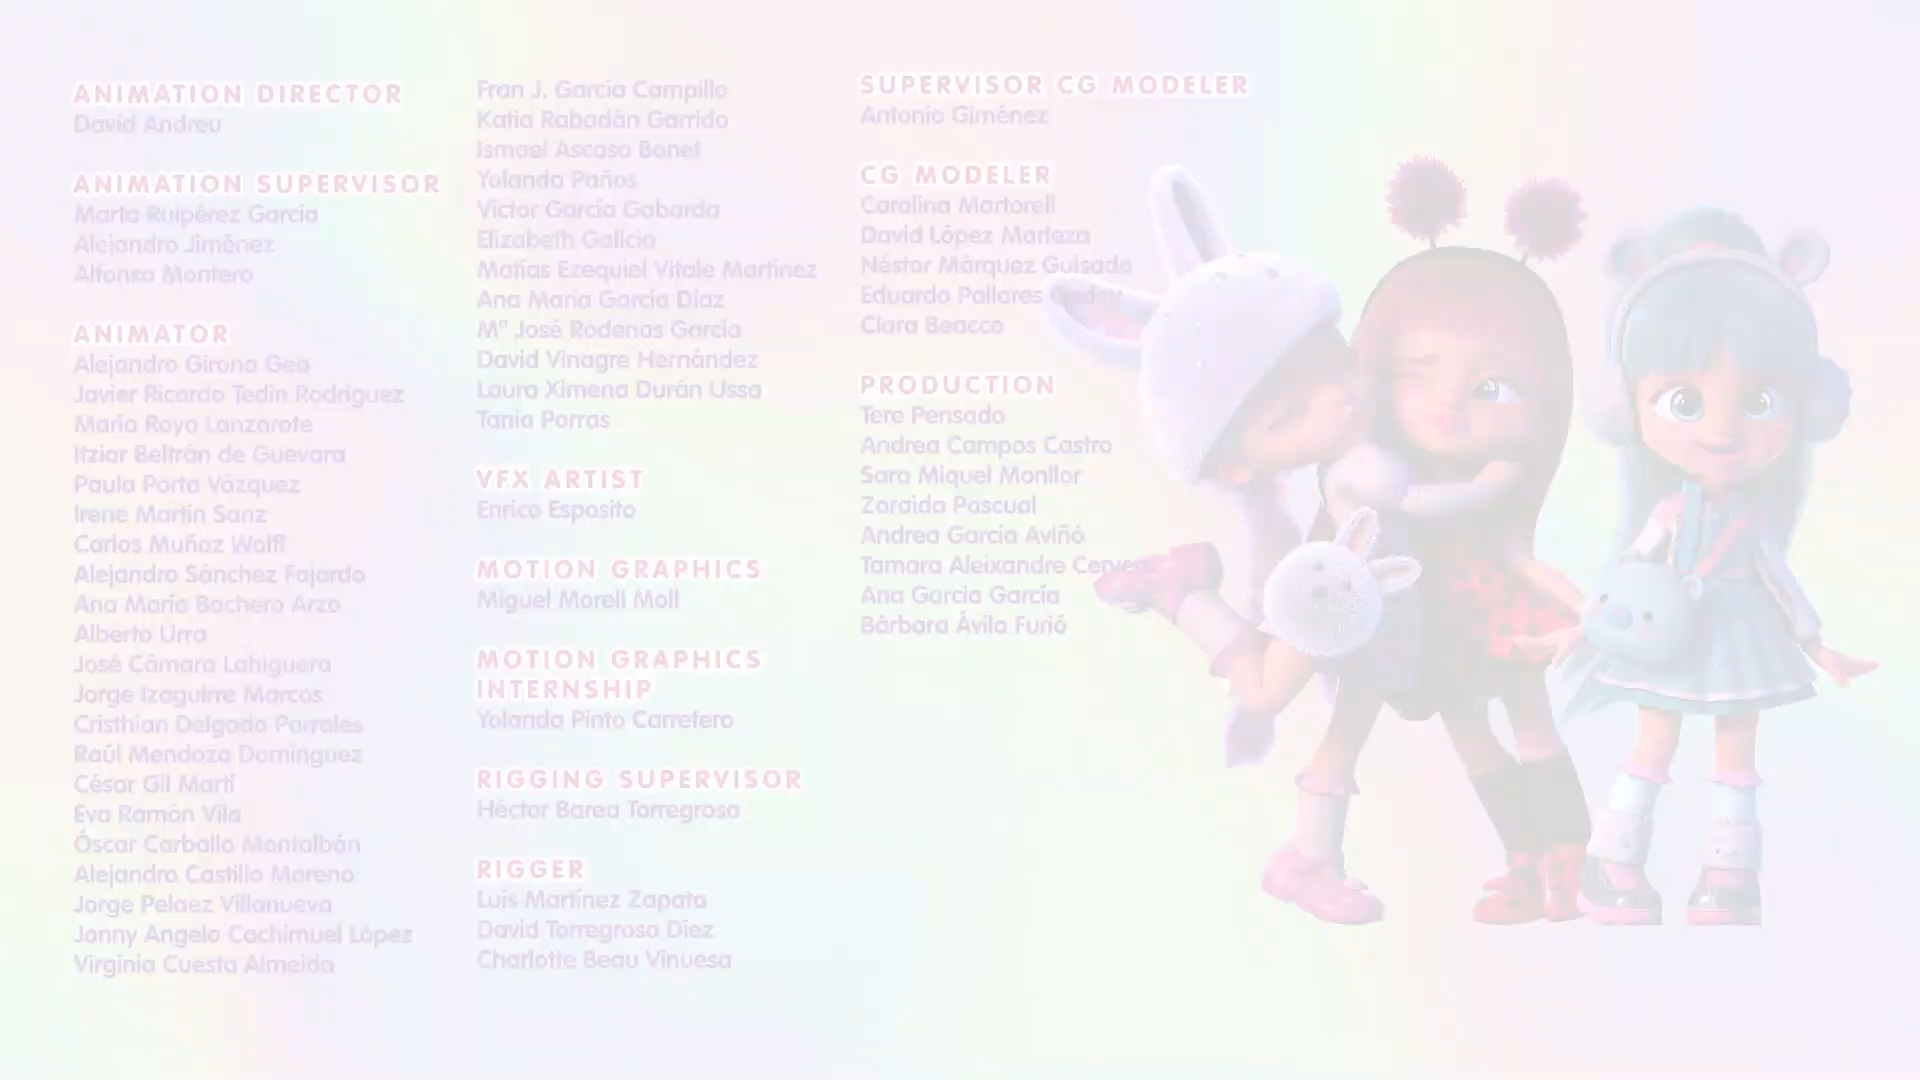 ANIMATION DIRECTOR
David Andreu
ANIMATION SUPERVISOR
Marta Ruipérez García
Alejandro Jiménez
Alfonso Montero
ANIMATOR
Alejandro Girona Gea
Javier Ricardo Tedin Rodriguez
María Royo Lanzarote
Itziar Beltrán de Guevara
Paula Porta Vázquez
Irene Martín Sanz
Carlos Muñoz Wolff
Alejandro Sánchez Fajardo
Ana María Bochero Arzo
Alberto Urra
José Cámara Lahiguera
Jorge Izaguirre Marcos
Cristhian Delgado Parrales
Raúl Mendoza Domínguez
César Gil Martí
Eva Ramón Vila
Óscar Carballo Montalbán
Alejandro Castillo Moreno
Jorge Pelaez Villanueva
Jonny Angelo Cachimuel López
Virginia Cuesta Almeida
Fran J. Garcia Campillo
Katia Rabadán Garrido
Ismael Ascaso Bonet
Yolanda Paños
Víctor García Gabarda
Elizabeth Galicia
Matías Ezequiel Vitale Martinez
Ana María García Díaz
Mª José Ródenas García
David Vinagre Hernández
Laura Ximena Durán Ussa
Tania Porras
VFX ARTIST
Enrico Esposito
MOTION GRAPHICS
Miguel Morell Moll
MOTION GRAPHICS
INTERNSHIP
Yolanda Pinto Carretero
RIGGING SUPERVISOR
Héctor Barea Torregrosa
RIGGER
Luis Martínez Zapata
David Torregrosa Díez
Charlotte Beau Vinuesa
SUPERVISOR CG MODELER
Antonio Giménez
CG MODELER
Carolina Martorell
David López Marteza
Néstor Márquez Guisado
Eduardo Pallares
Clara Beacco
PRODUCTION
Tere Pensado
Andrea Campos Castro
Sara Miquel Monllor
Zoraida Pascual
Andrea García Aviñó
Tamara Aleixandre Cervera
Ana Garcia García
Bárbara Ávila Furió